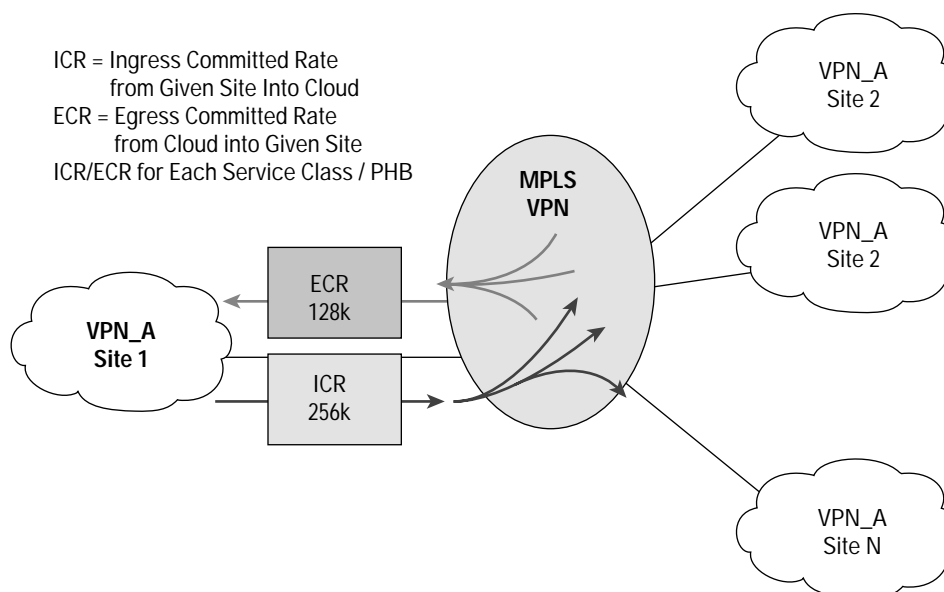 ICR = Ingress Committed Rate
from Given Site Into Cloud
ECR = Egress Committed Rate
from Cloud into Given Site
ICR/ECR for Each Service Class / PHB
MPLS
VPN
VPN_A
Site 2
VPN_A
Site 2
ECR
128k
VPN_A
Site 1
ICR
256k
VPN_A
Site N